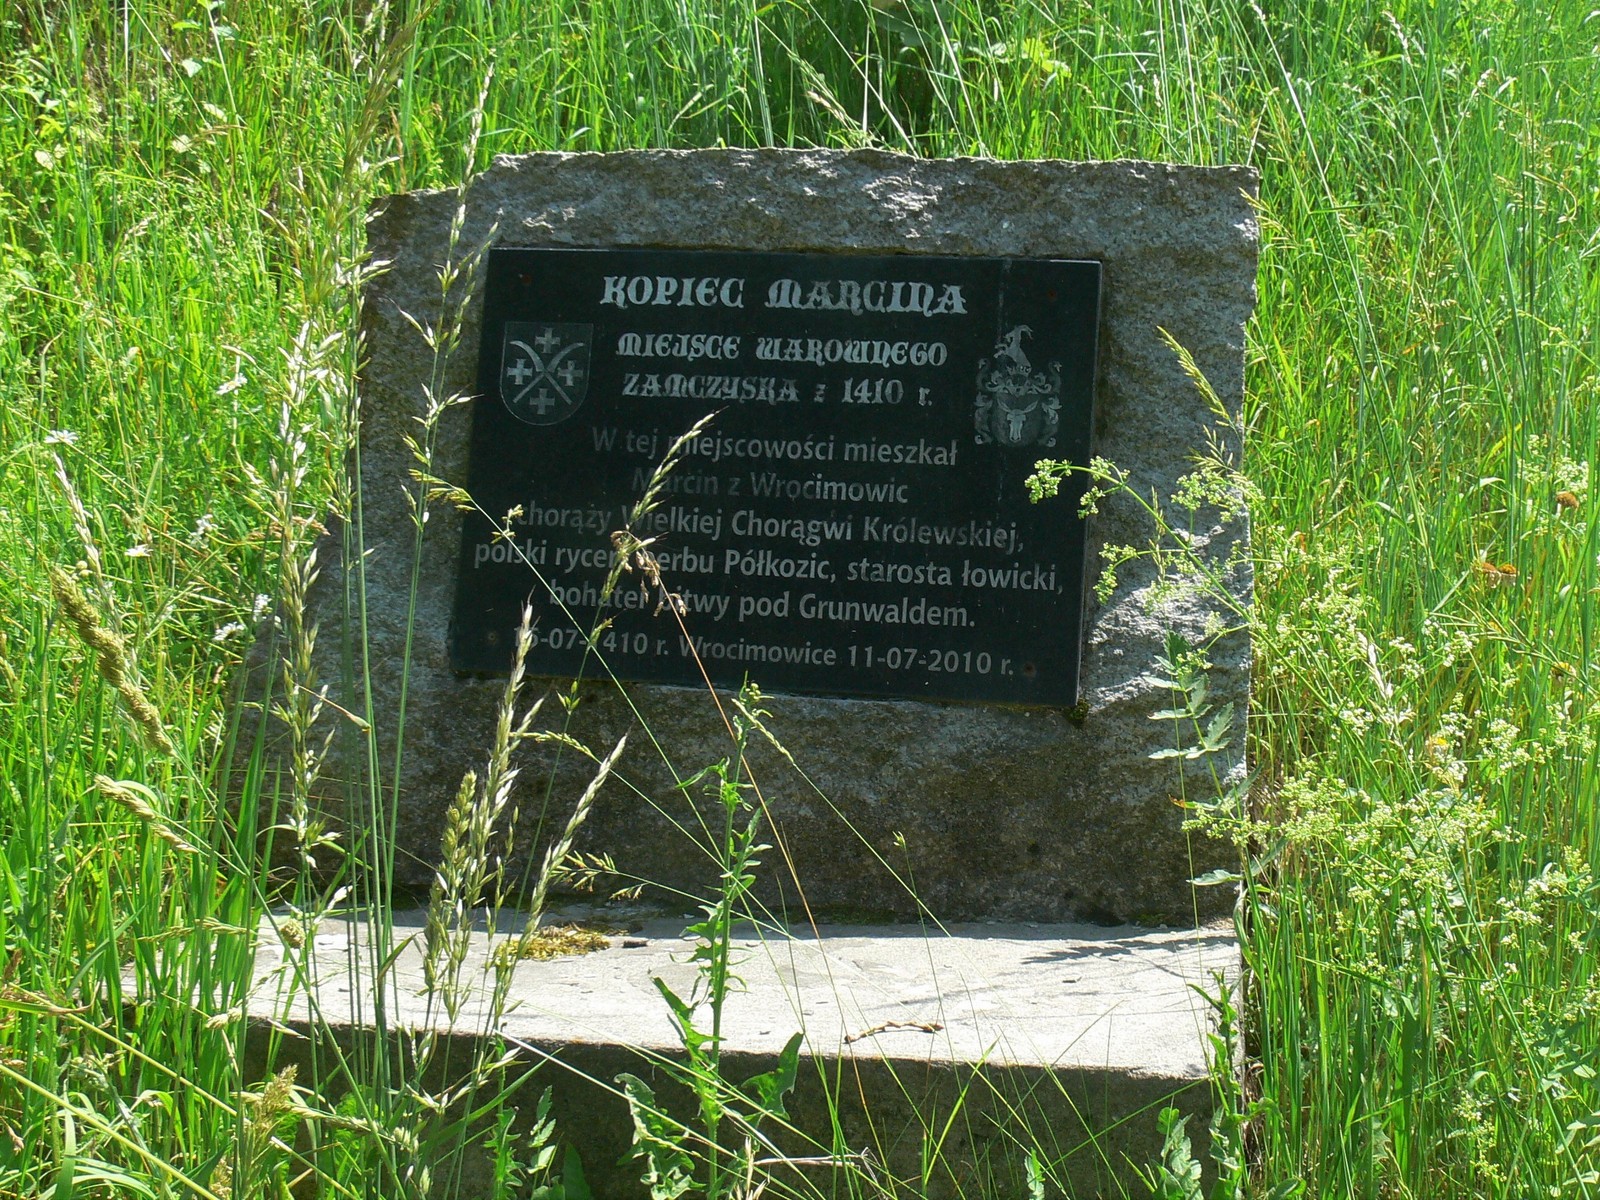 KOPIEC MARCINA
MIEJSCE WAROWNEGO
ZAMCZYSKA z 1410 r.
W tej miejscowości mieszkał
Marcin z Wrocimowic
chorąży Wielkiej Chorągwi Królewskiej,
polski rycerz herbu Półkozic, starosta łowicki,
bohater bitwy pod Grunwaldem.
15-07-1410 r. Wrocimowice 11-07-2010 r.